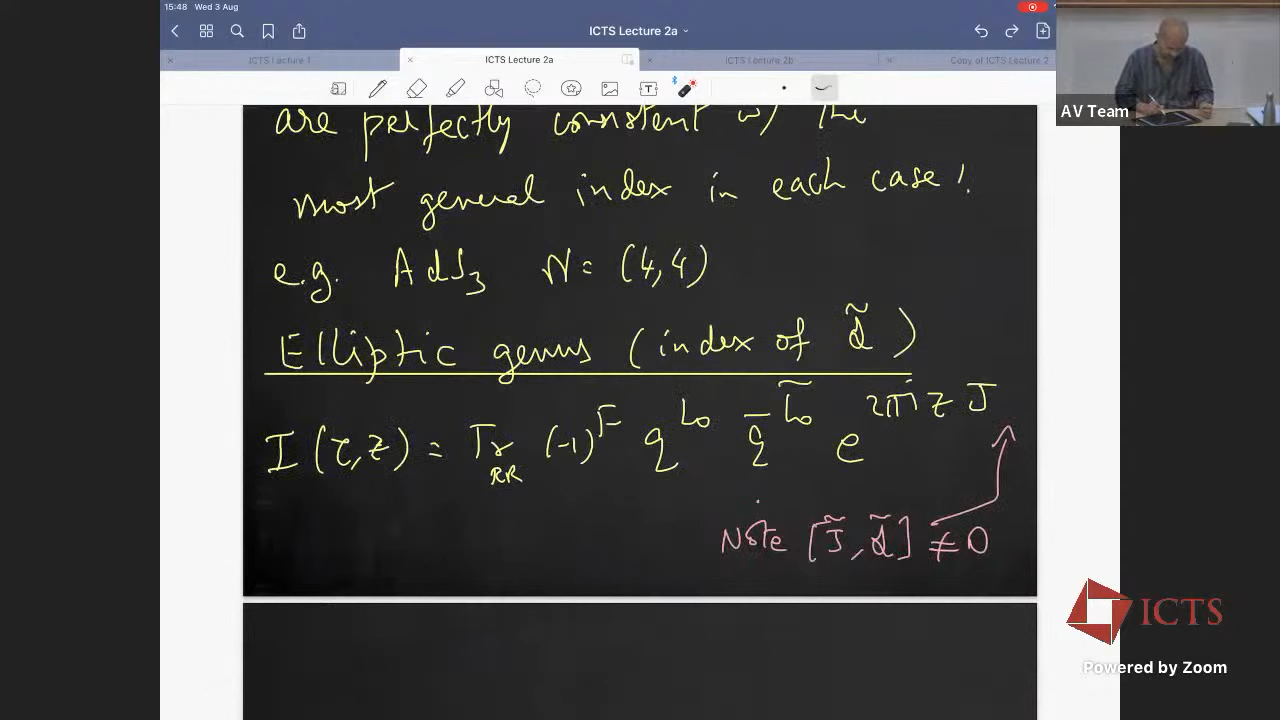 15:48 Wed 3 Aug
ICTS Lecture 2a
ICTS Lecture 1
ICTS Lecture 2a
ICTS Lecture 2b
Copy of ICTS Lecture 2
AV Team
are perfectly consistent w/ the
most general index in each case!
e.g. AdS₃ N = (4,4)
Elliptic genus (index of Q̃)
I(τ,z) = Tr_RR (-1)^F q^{L₀} q̄^{L̃₀} e^{2πi z J}
Note [J̃, Q̃] ≠ 0
ICTS
Powered by Zoom